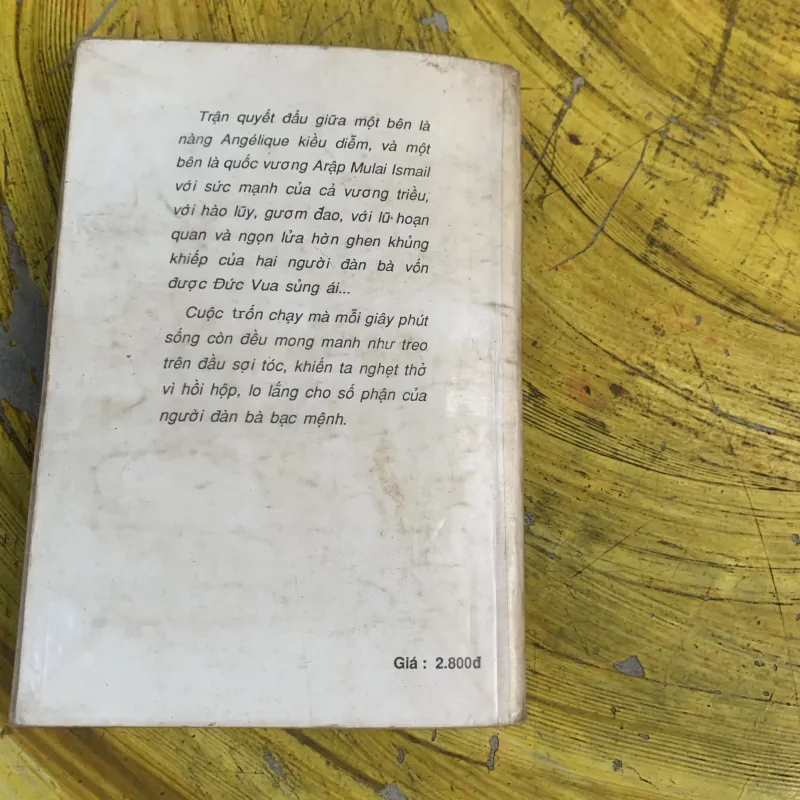 Trận quyết đấu giữa một bên là
nàng Angélique kiều diễm, và một
bên là quốc vương Arập Mulai Ismail
với sức mạnh của cả vương triều,
với hào lũy, gươm đao, với lũ hoạn
quan và ngọn lửa hờn ghen khủng
khiếp của hai người đàn bà vốn
được Đức Vua sủng ái...
Cuộc trốn chạy mà mỗi giây phút
sống còn đều mong manh như treo
trên đầu sợi tóc, khiến ta nghẹt thở
vì hồi hộp, lo lắng cho số phận của
người đàn bà bạc mệnh.
Giá : 2.800đ